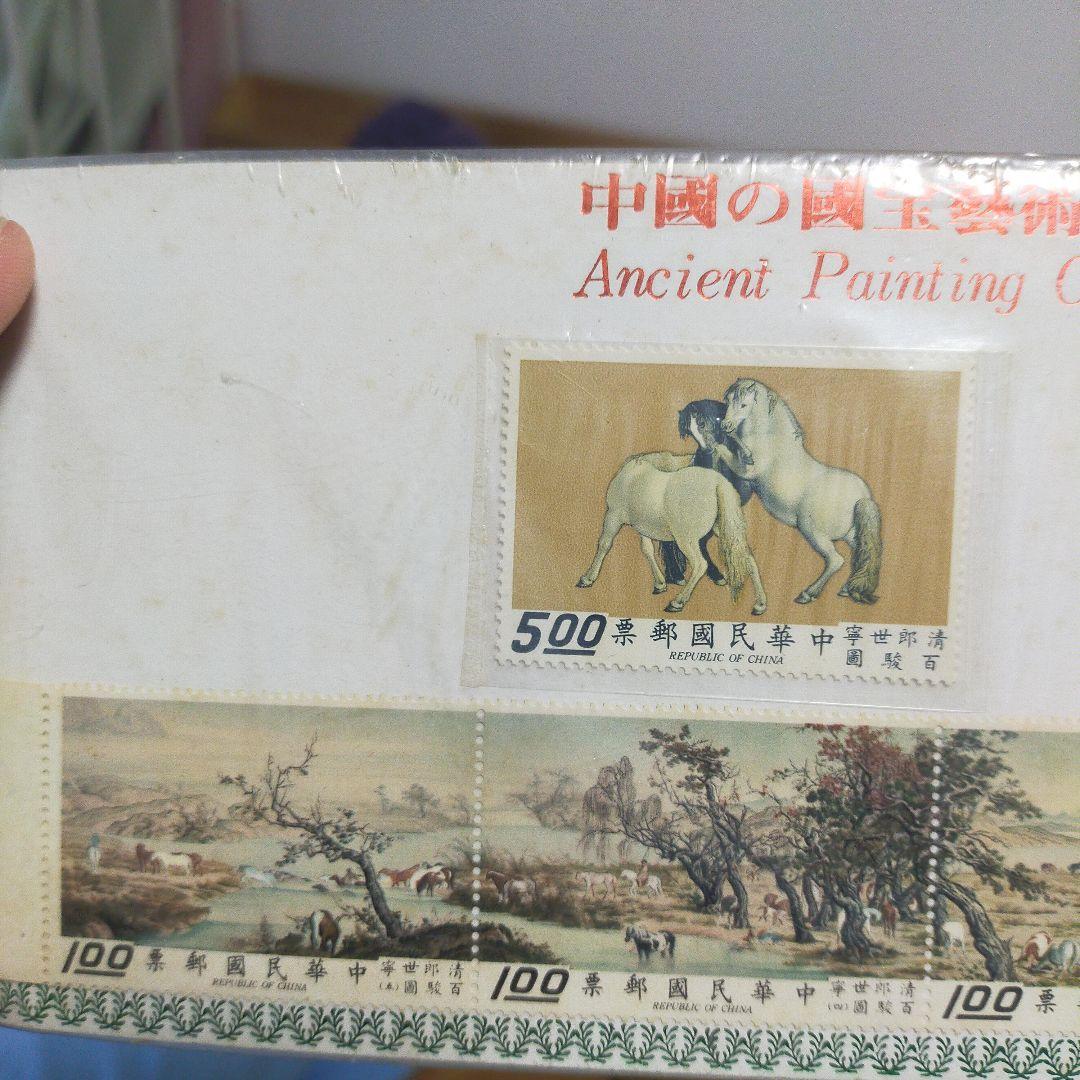 中國の國宝藝術
Ancient Painting
5.00 票郵國民華中 寧世郎清
圖駿百
REPUBLIC OF CHINA
1.00 票郵國民華中 寧世郎清
(五)圖駿百
REPUBLIC OF CHINA
1.00 票郵國民華中 寧世郎清
(四)圖駿百
REPUBLIC OF CHINA
1.00 票